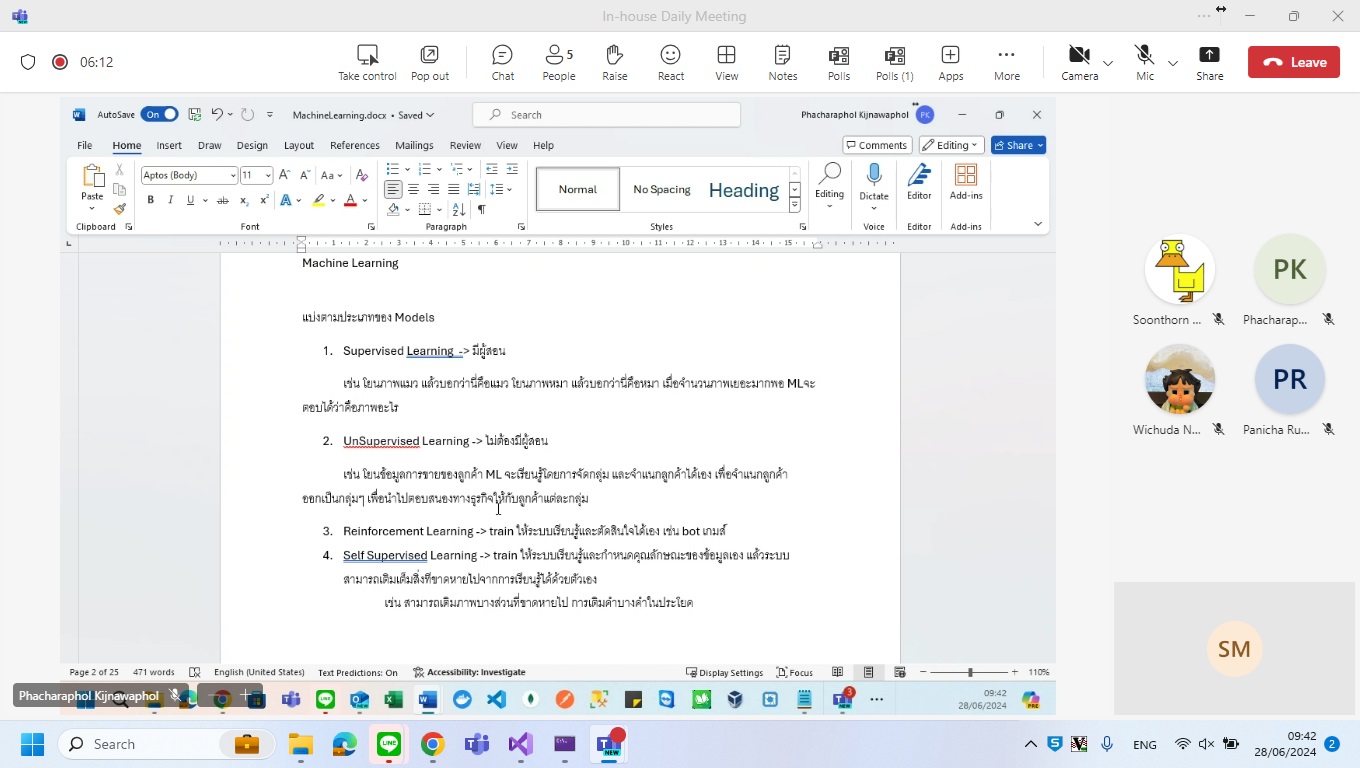 In-house Daily Meeting
06:12
Take control
Pop out
Chat
5
People
Raise
React
View
Notes
Polls
Polls (1)
Apps
More
Camera
Mic
Share
Leave
AutoSave On
MachineLearning.docx • Saved
Search
Phacharaphol Kijnawaphol PK
File Home Insert Draw Design Layout References Mailings Review View Help
Comments Editing Share
Paste
Aptos (Body) 11
Normal
No Spacing
Heading
Editing
Dictate
Editor
Add-ins
Clipboard Font Paragraph Styles Voice Editor Add-ins
1 2 3 4 5 6 7 8 9 10 11 12 13 14 15
Machine Learning
แบ่งตามประเภทของ Models
1. Supervised Learning -> มีผู้สอน
เช่น โยนภาพแมว แล้วบอกว่านี่คือแมว โยนภาพหมา แล้วบอกว่านี่คือหมา เมื่อจำนวนภาพเยอะมากพอ MLจะ
ตอบได้ว่าคือภาพอะไร
2. UnSupervised Learning -> ไม่ต้องมีผู้สอน
เช่น โยนข้อมูลการขายของลูกค้า ML จะเรียนรู้โดยการจัดกลุ่ม และจำแนกลูกค้าได้เอง เพื่อจำแนกลูกค้า
ออกเป็นกลุ่มๆ เพื่อนำไปตอบสนองทางธุรกิจให้กับลูกค้าแต่ละกลุ่ม
3. Reinforcement Learning -> train ให้ระบบเรียนรู้และตัดสินใจได้เอง เช่น bot เกมส์
4. Self Supervised Learning -> train ให้ระบบเรียนรู้และกำหนดคุณลักษณะของข้อมูลเอง แล้วระบบ
สามารถเติมเต็มสิ่งที่ขาดหายไปจากการเรียนรู้ได้ด้วยตัวเอง
เช่น สามารถเติมภาพบางส่วนที่ขาดหายไป การเติมคำบางคำในประโยค
Page 2 of 25 471 words English (United States) Text Predictions: On Accessibility: Investigate Display Settings Focus 110%
Phacharaphol Kijnawaphol
09:42
28/06/2024
PK
Soonthorn ...
Phacharap...
PR
Wichuda N...
Panicha Ru...
SM
Search
ENG
09:42
28/06/2024
2